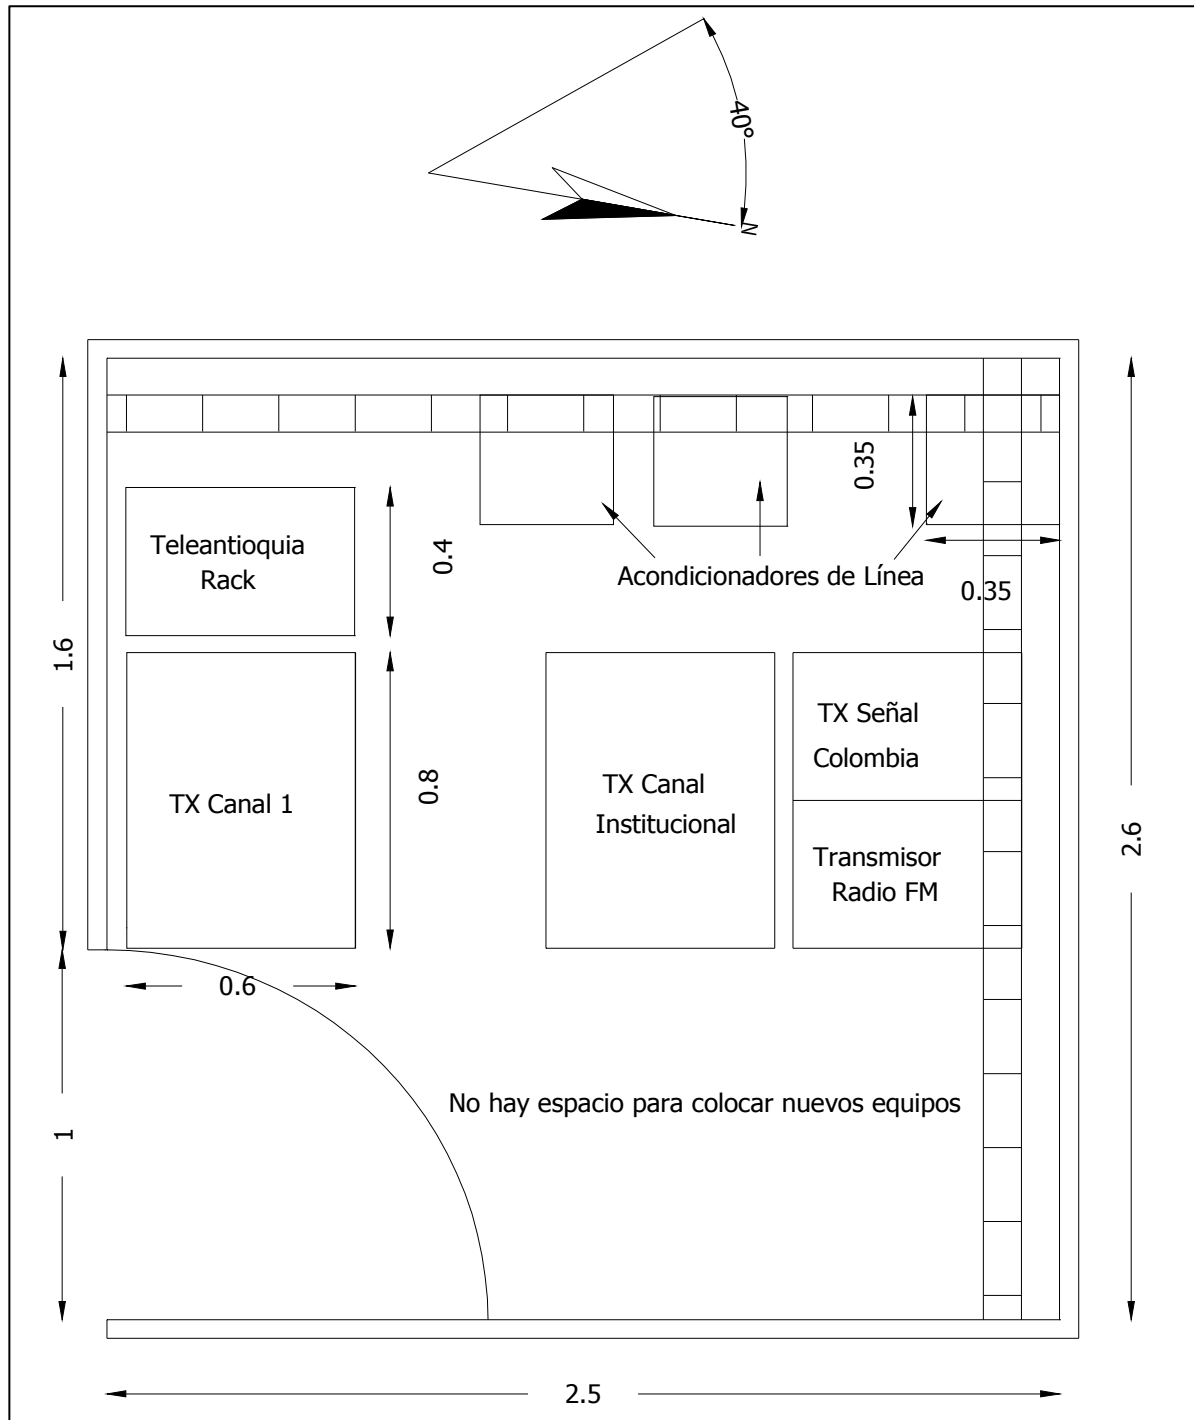 40°
N
Teleantioquia
Rack
0.4
0.35
Acondicionadores de Línea
0.35
1.6
TX Canal 1
0.8
TX Canal
Institucional
TX Señal
Colombia
Transmisor
Radio FM
2.6
0.6
No hay espacio para colocar nuevos equipos
1
2.5